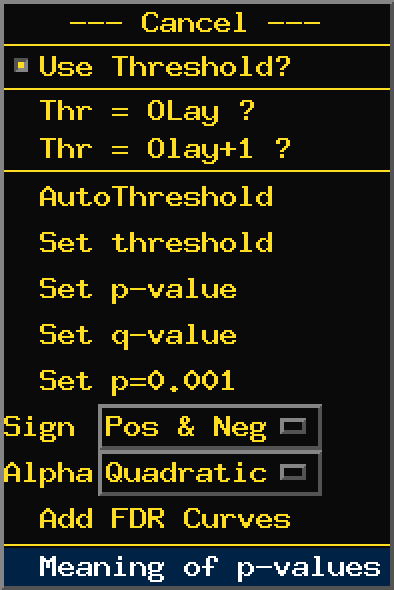 --- Cancel ---
Use Threshold?
Thr = OLay ?
Thr = Olay+1 ?
AutoThreshold
Set threshold
Set p-value
Set q-value
Set p=0.001
Sign Pos & Neg
Alpha Quadratic
Add FDR Curves
Meaning of p-values